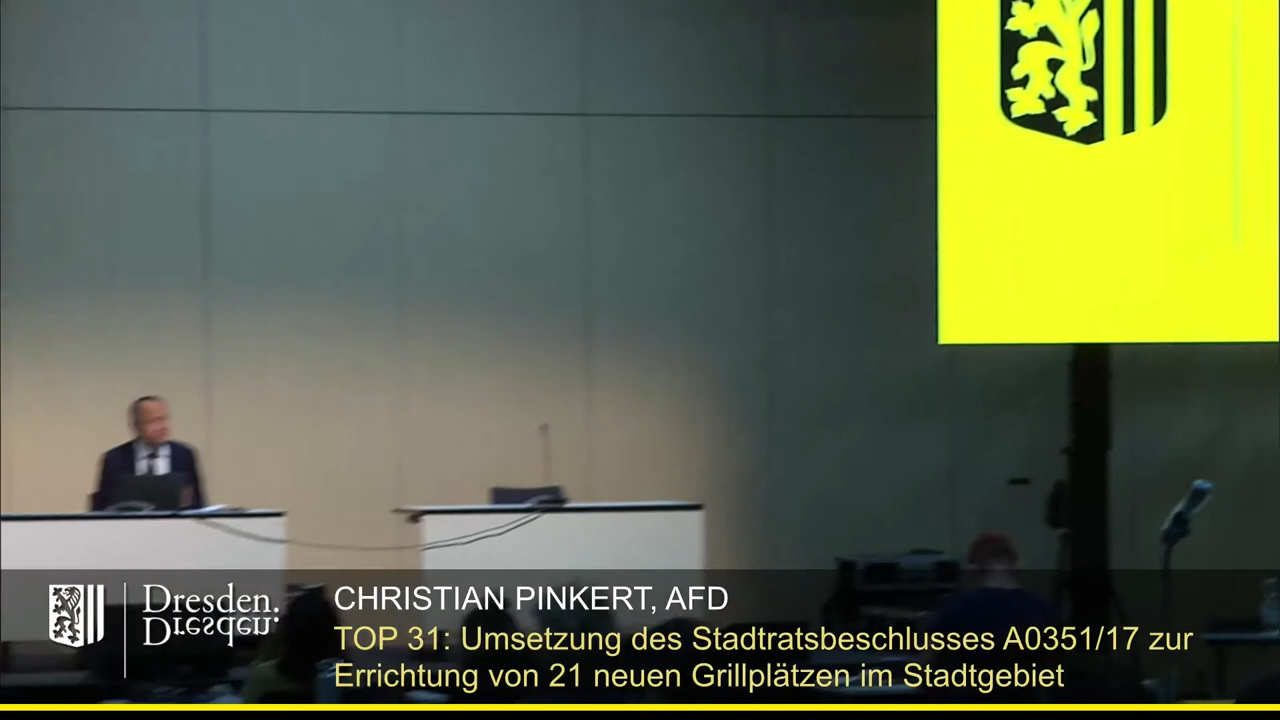 CHRISTIAN PINKERT, AFD
Dresden.
Dresden.
TOP 31: Umsetzung des Stadtratsbeschlusses A0351/17 zur
Errichtung von 21 neuen Grillplätzen im Stadtgebiet